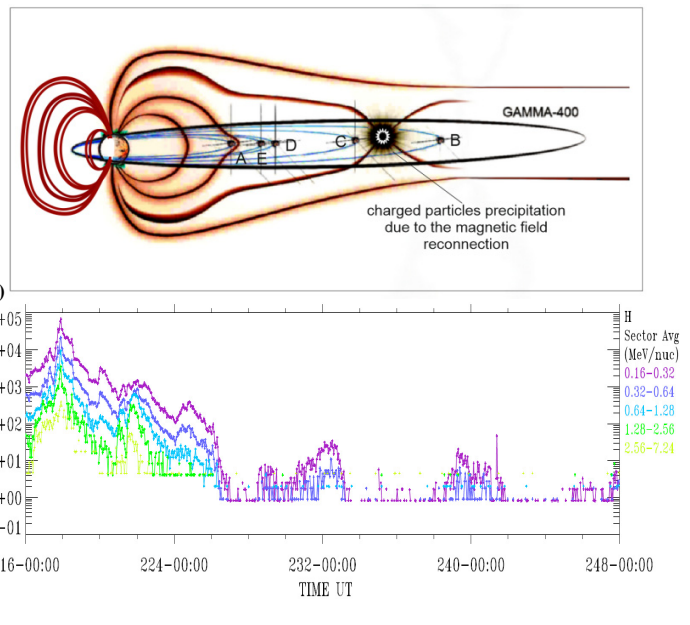 GAMMA-400
A E D C B
charged particles precipitation
due to the magnetic field
reconnection
)
+05
+04
+03
+02
+01
+00
-01
H
Sector Avg
(MeV/nuc)
0.16-0.32
0.32-0.64
0.64-1.28
1.28-2.56
2.56-7.24
16-00:00 224-00:00 232-00:00 240-00:00 248-00:00
TIME UT